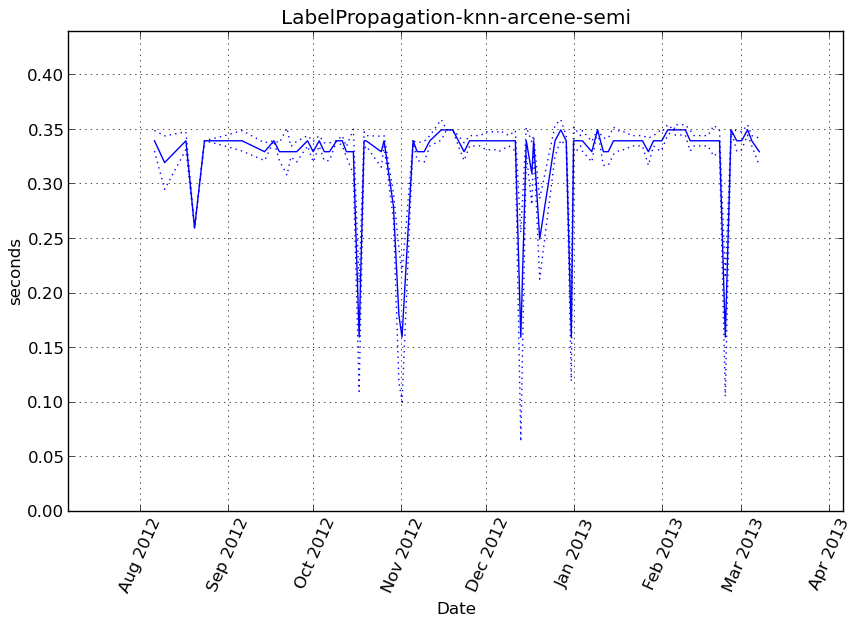 LabelPropagation-knn-arcene-semi
0.40
0.35
0.30
0.25
0.20
0.15
0.10
0.05
0.00
seconds
Aug 2012
Sep 2012
Oct 2012
Nov 2012
Dec 2012
Jan 2013
Feb 2013
Mar 2013
Apr 2013
Date